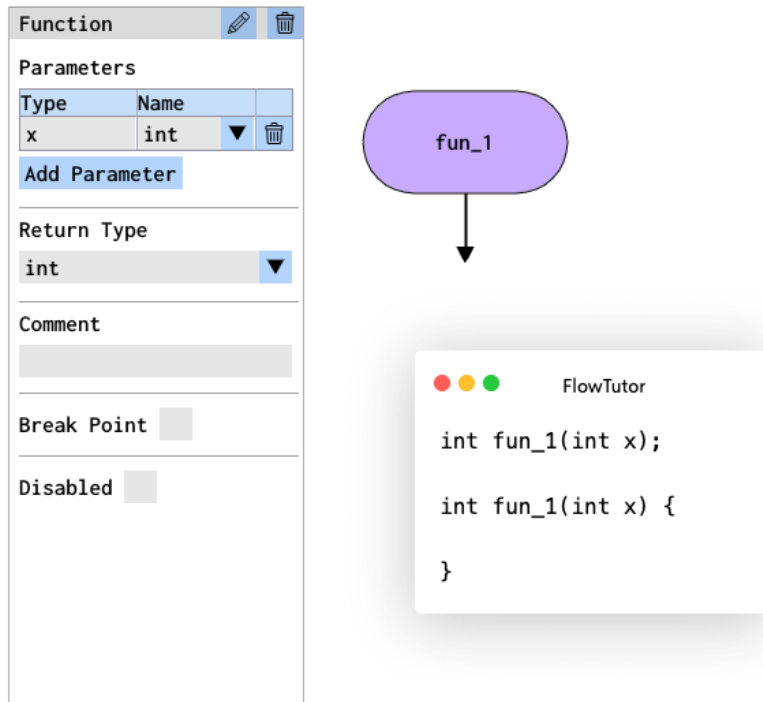 Function
Parameters
Type Name
x int
Add Parameter
Return Type
int
Comment
Break Point
Disabled
fun_1
FlowTutor
int fun_1(int x);
int fun_1(int x) {
}